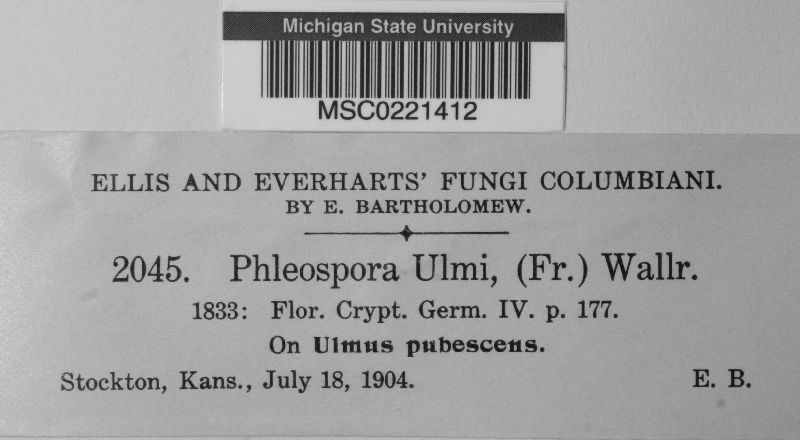 Michigan State University
MSC0221412
ELLIS AND EVERHARTS' FUNGI COLUMBIANI.
BY E. BARTHOLOMEW.
2045. Phleospora Ulmi, (Fr.) Wallr.
1833: Flor. Crypt. Germ. IV. p. 177.
On Ulmus pubescens.
Stockton, Kans., July 18, 1904. E. B.